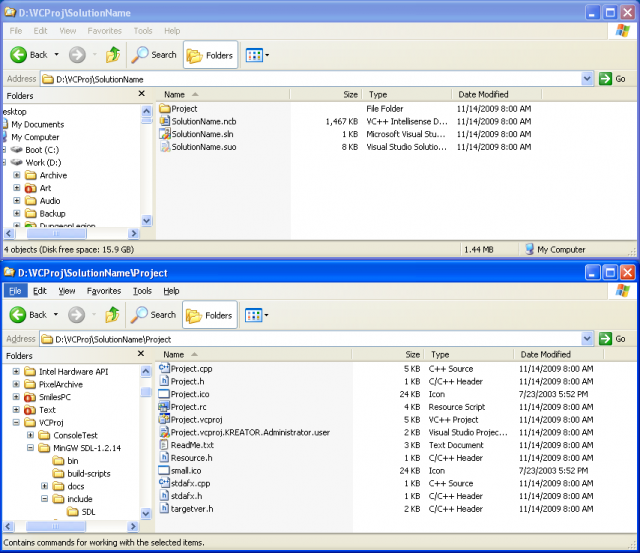 D:\VCProj\SolutionName
File Edit View Favorites Tools Help
Back Search Folders
Address D:\VCProj\SolutionName Go
Folders Name Size Type Date Modified
esktop Project File Folder 11/14/2009 8:00 AM
My Documents SolutionName.ncb 1,467 KB VC++ Intellisense D... 11/14/2009 8:00 AM
My Computer SolutionName.sln 1 KB Microsoft Visual Stu... 11/14/2009 8:00 AM
Boot (C:) SolutionName.suo 8 KB Visual Studio Solutio... 11/14/2009 8:00 AM
Work (D:)
Archive
Art
Audio
Backup
DungeonLegion
4 objects (Disk free space: 15.9 GB) 1.44 MB My Computer
D:\VCProj\SolutionName\Project
File Edit View Favorites Tools Help
Back Search Folders
Address D:\VCProj\SolutionName\Project Go
Folders Name Size Type Date Modified
Intel Hardware API Project.cpp 5 KB C++ Source 11/14/2009 8:00 AM
PixelArchive Project.h 1 KB C/C++ Header 11/14/2009 8:00 AM
SmilesPC Project.ico 24 KB Icon 7/23/2003 5:52 PM
Text Project.rc 4 KB Resource Script 11/14/2009 8:00 AM
VCProj Project.vcproj 5 KB VC++ Project 11/14/2009 8:00 AM
ConsoleTest Project.vcproj.KREATOR.Administrator.user 2 KB Visual Studio Projec... 11/14/2009 8:00 AM
MinGW SDL-1.2.14 ReadMe.txt 3 KB Text Document 11/14/2009 8:00 AM
bin Resource.h 1 KB C/C++ Header 11/14/2009 8:00 AM
build-scripts small.ico 24 KB Icon 7/23/2003 5:52 PM
docs stdafx.cpp 1 KB C++ Source 11/14/2009 8:00 AM
include stdafx.h 1 KB C/C++ Header 11/14/2009 8:00 AM
SDL targetver.h 2 KB C/C++ Header 11/14/2009 8:00 AM
Contains commands for working with the selected items.